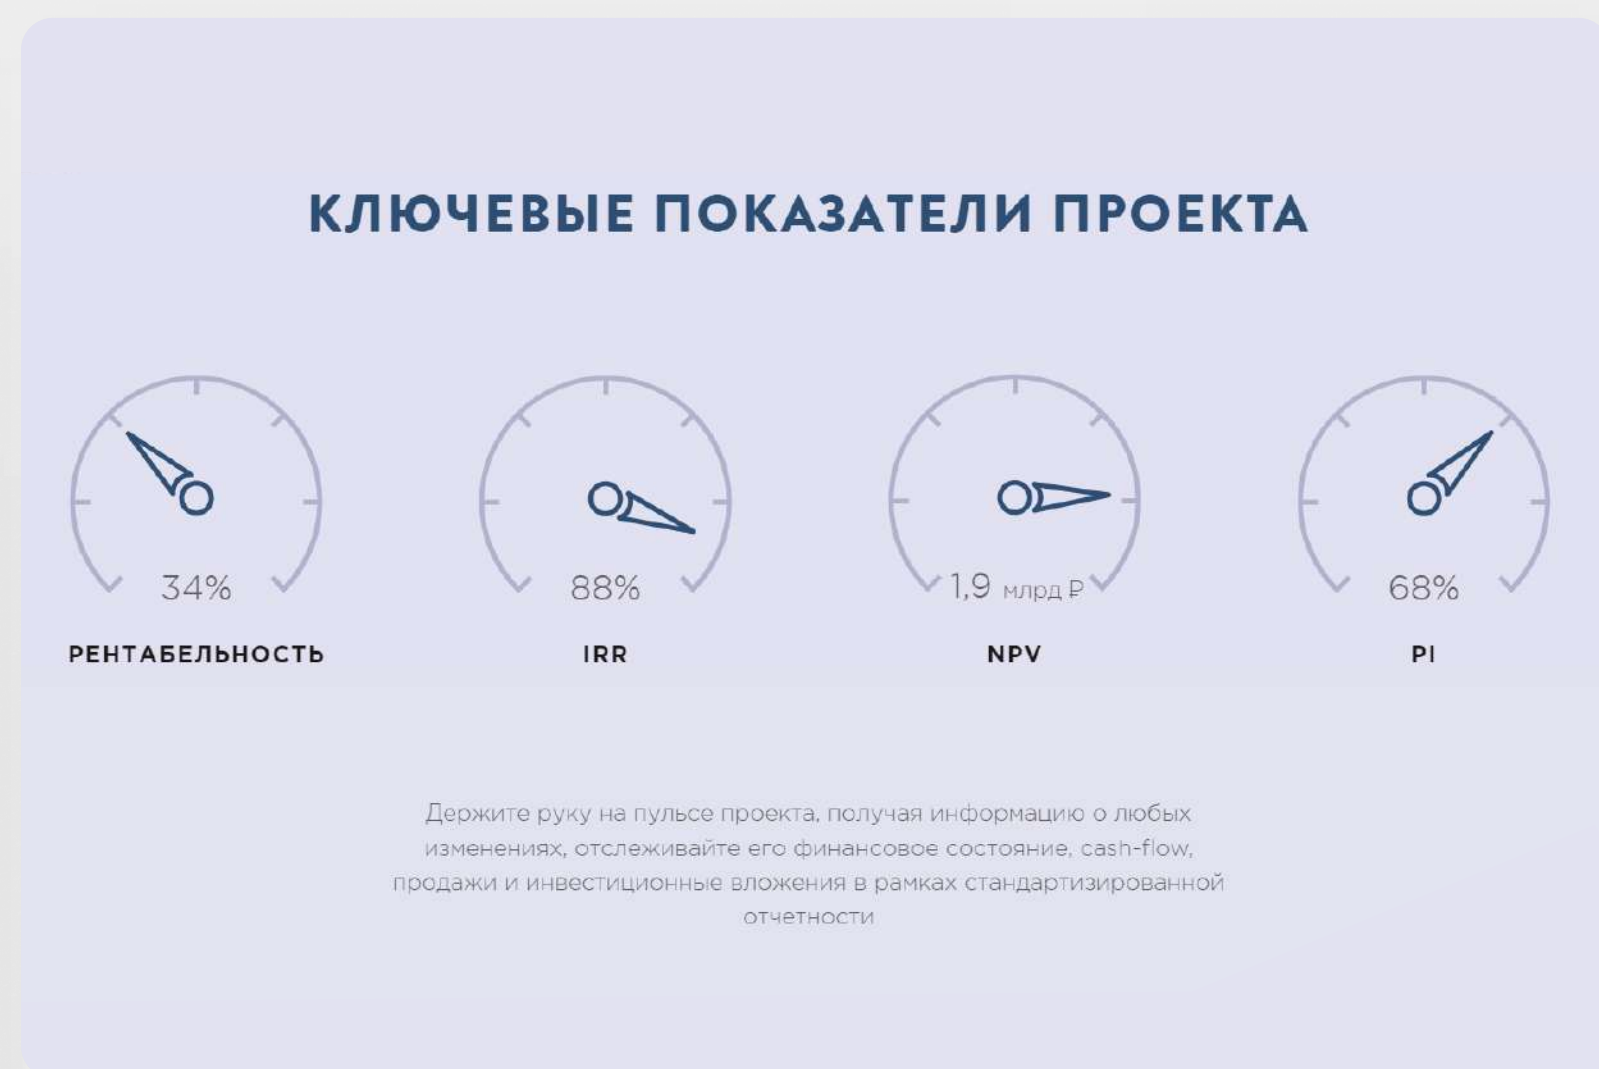 КЛЮЧЕВЫЕ ПОКАЗАТЕЛИ ПРОЕКТА
34%
88%
1,9 млрд ₽
68%
РЕНТАБЕЛЬНОСТЬ
IRR
NPV
PI
Держите руку на пульсе проекта, получая информацию о любых
изменениях, отслеживайте его финансовое состояние, cash-flow,
продажи и инвестиционные вложения в рамках стандартизированной
отчетности